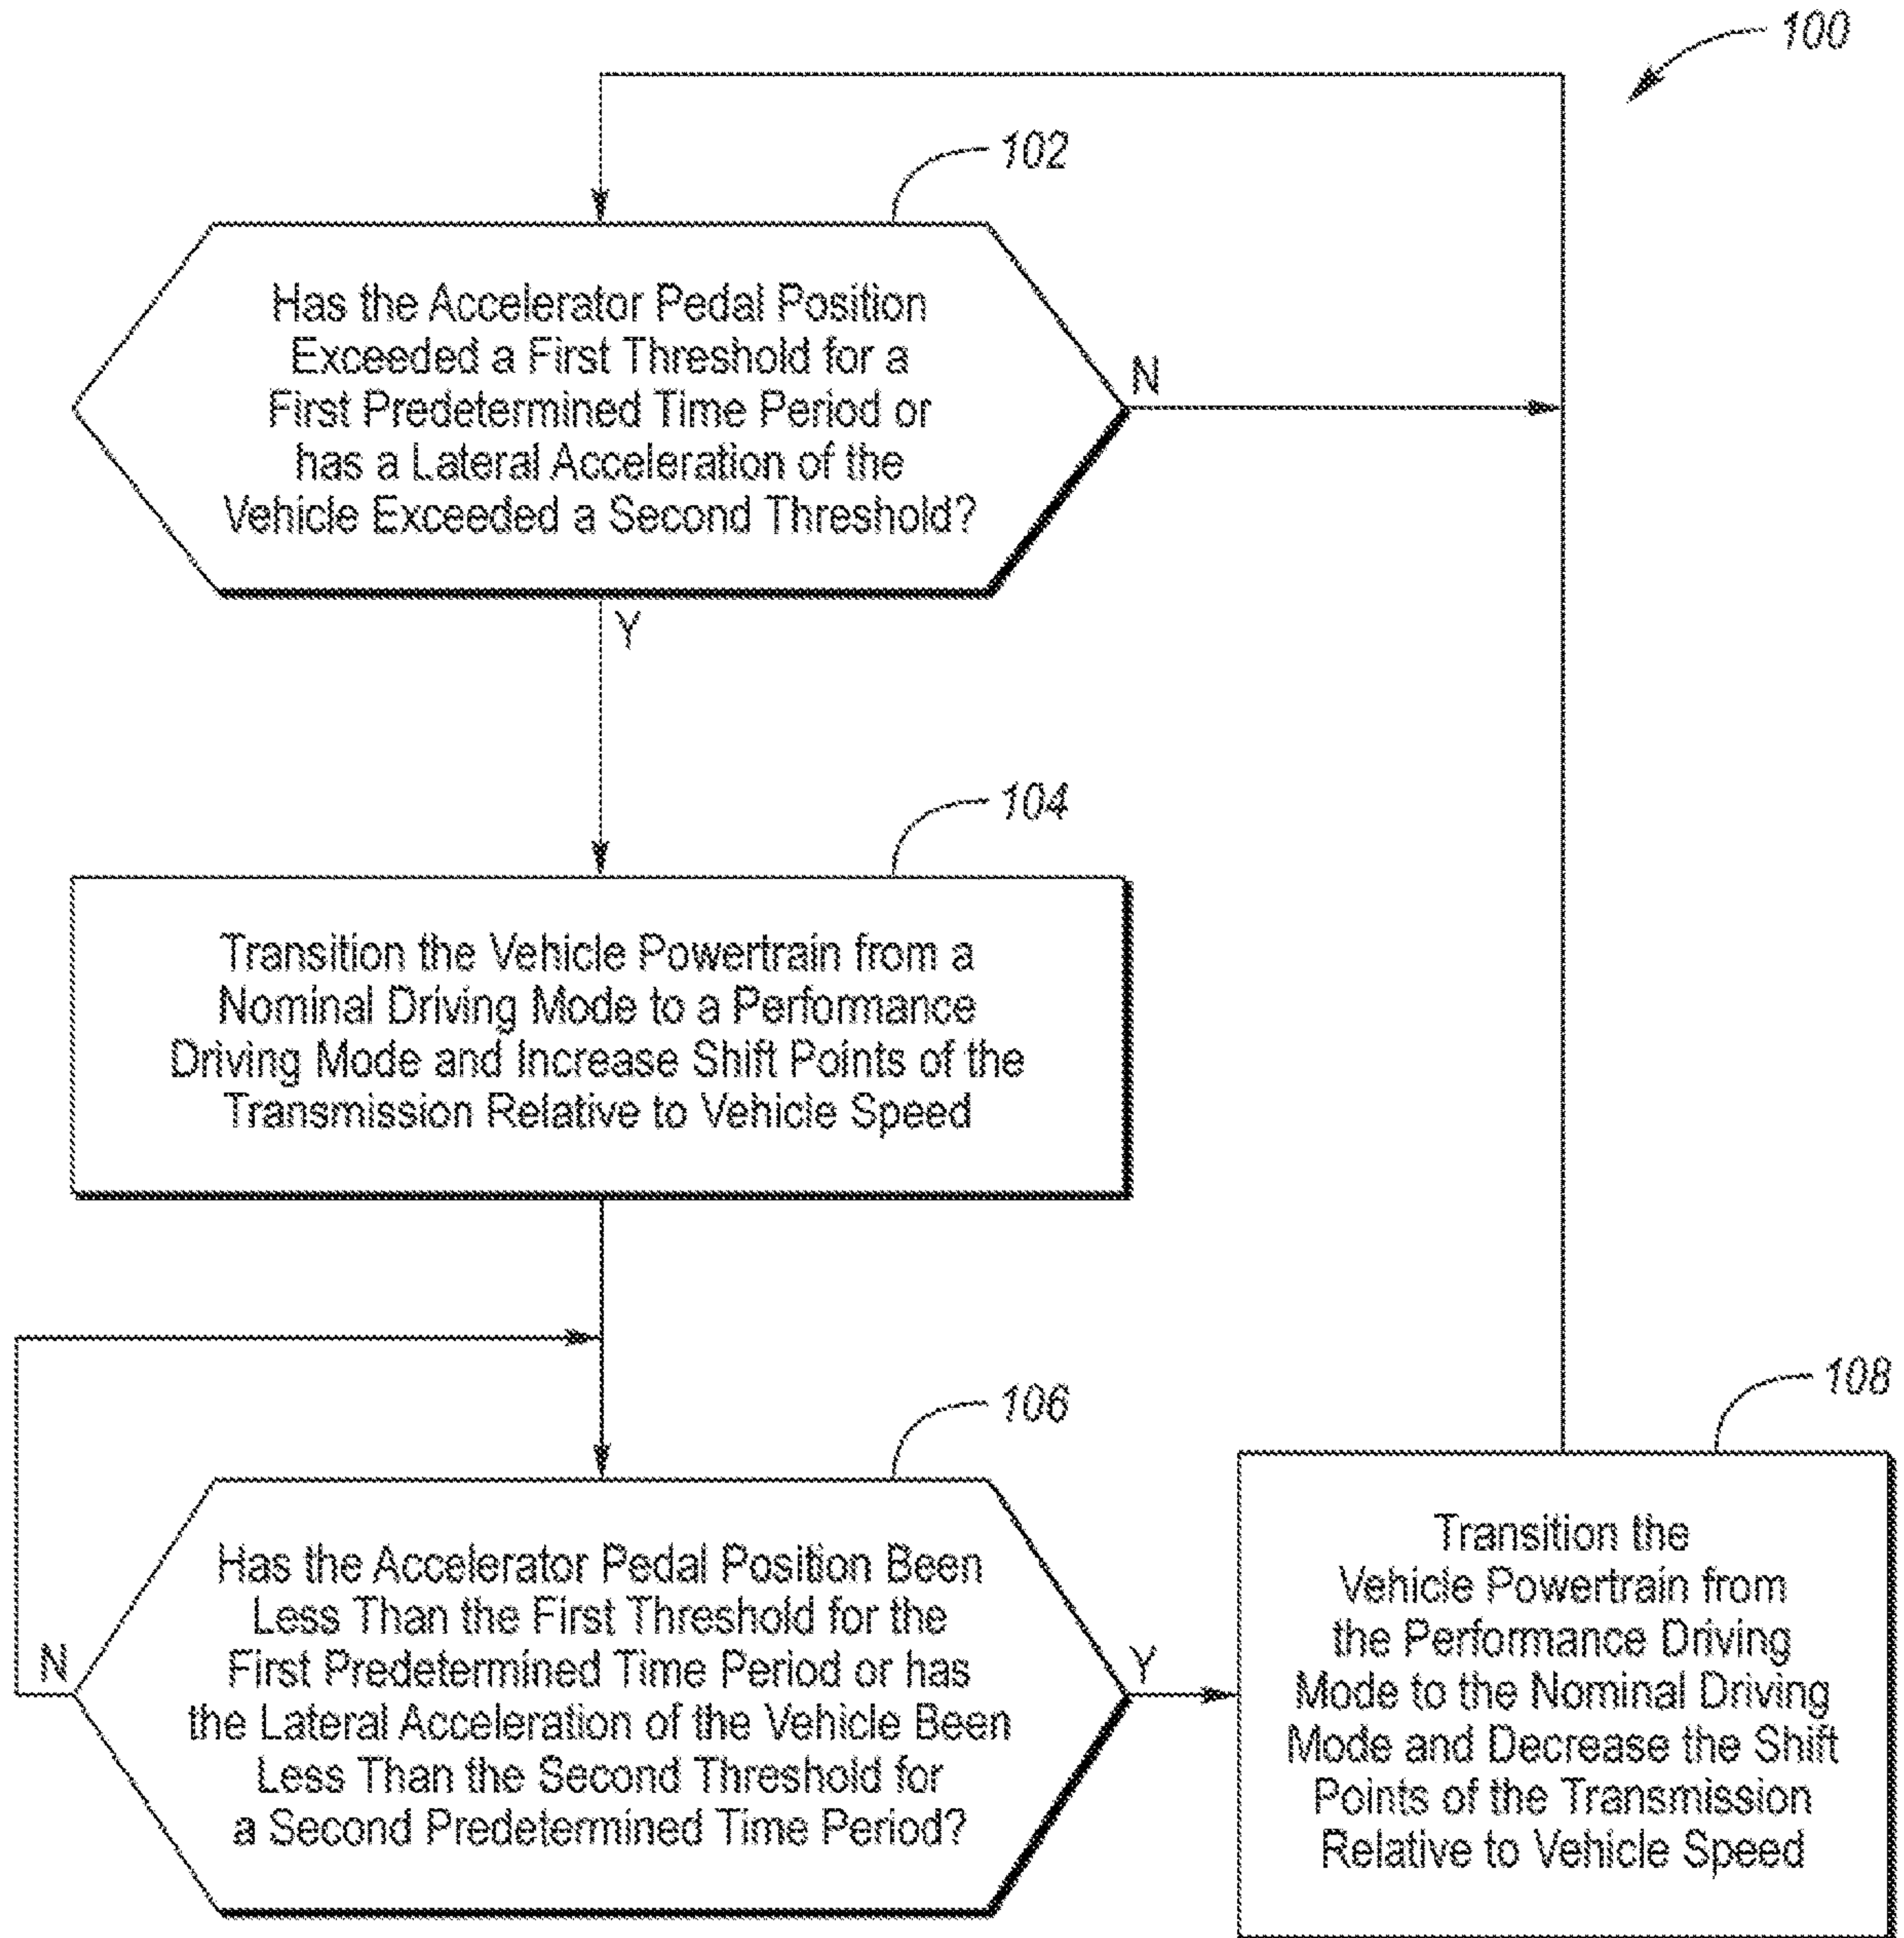 100
102
Has the Accelerator Pedal Position
Exceeded a First Threshold for a
First Predetermined Time Period or
has a Lateral Acceleration of the
Vehicle Exceeded a Second Threshold?
N
Y
104
Transition the Vehicle Powertrain from a
Nominal Driving Mode to a Performance
Driving Mode and Increase Shift Points of the
Transmission Relative to Vehicle Speed
106
Has the Accelerator Pedal Position Been
Less Than the First Threshold for the
First Predetermined Time Period or has
the Lateral Acceleration of the Vehicle Been
Less Than the Second Threshold for
a Second Predetermined Time Period?
N
Y
108
Transition the
Vehicle Powertrain from
the Performance Driving
Mode to the Nominal Driving
Mode and Decrease the Shift
Points of the Transmission
Relative to Vehicle Speed